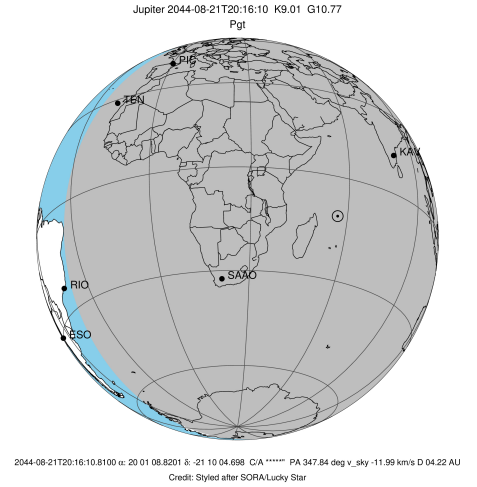 Jupiter 2044-08-21T20:16:10 K9.01 G10.77
Pgt
PIC
TEN
KAV
RIO
SAAO
ESO
2044-08-21T20:16:10.8100 α: 20 01 08.8201 δ: -21 10 04.698 C/A *****" PA 347.84 deg v_sky -11.99 km/s D 04.22 AU
Credit: Styled after SORA/Lucky Star